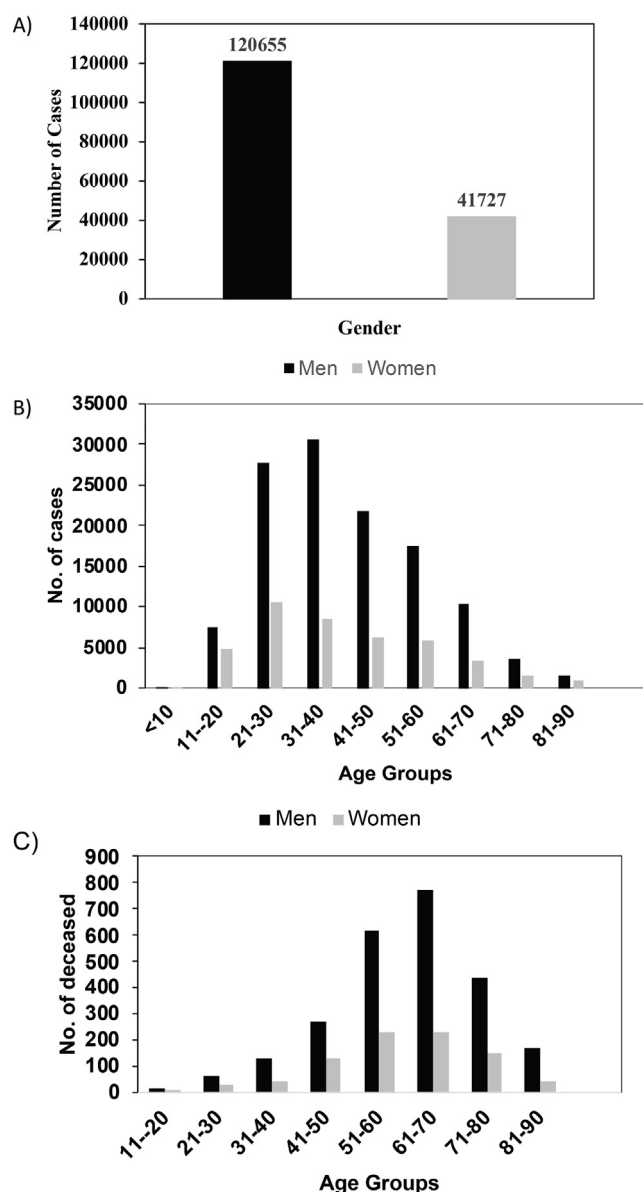 A)
140000
120655
120000
100000
80000
60000
41727
40000
20000
0
Number of Cases
Gender
Men Women
B)
35000
30000
25000
20000
15000
10000
5000
0
No. of cases
<10 11--20 21-30 31-40 41-50 51-60 61-70 71-80 81-90
Age Groups
Men Women
C)
900
800
700
600
500
400
300
200
100
0
No. of deceased
11--20 21-30 31-40 41-50 51-60 61-70 71-80 81-90
Age Groups